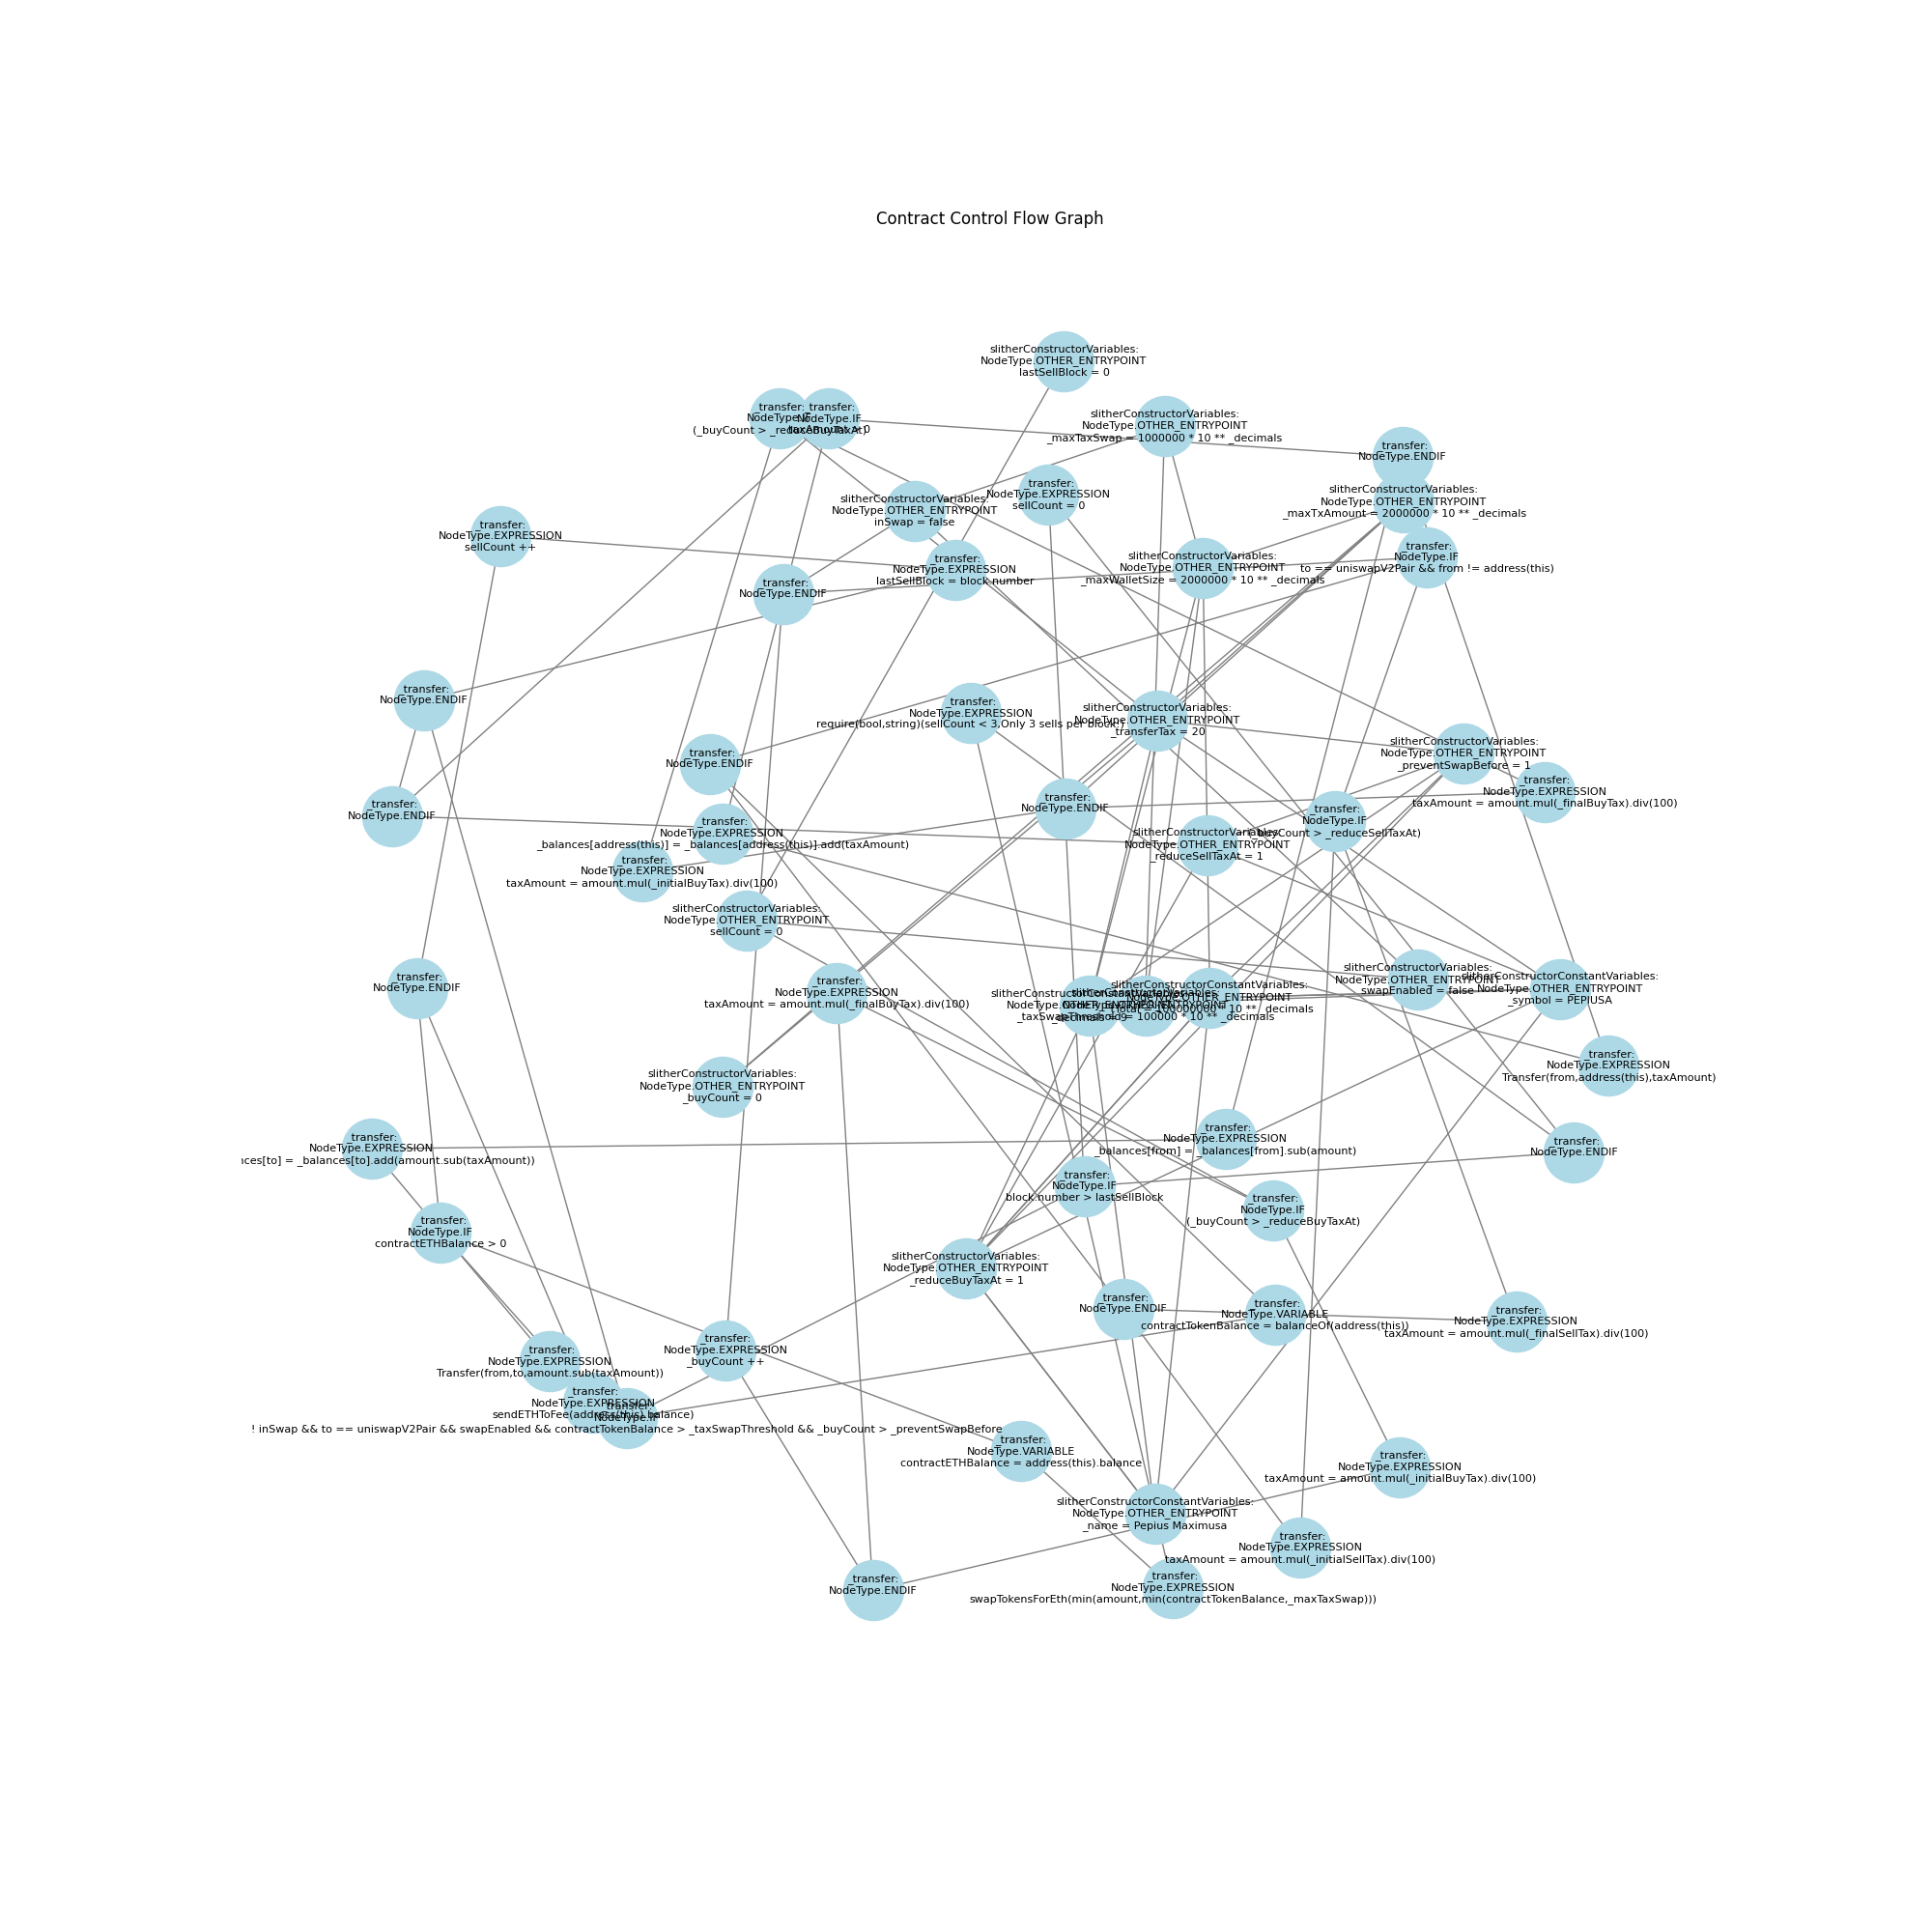 Contract Control Flow Graph
slitherConstructorVariables:
NodeType.OTHER_ENTRYPOINT
lastSellBlock = 0
_transfer:
NodeType.IF
(_buyCount > _reduceBuyTaxAt)
_transfer:
NodeType.IF
taxAmount > 0
slitherConstructorVariables:
NodeType.OTHER_ENTRYPOINT
_maxTaxSwap = 1000000 * 10 ** _decimals
_transfer:
NodeType.ENDIF
slitherConstructorVariables:
NodeType.OTHER_ENTRYPOINT
_maxTxAmount = 2000000 * 10 ** _decimals
_transfer:
NodeType.EXPRESSION
sellCount = 0
slitherConstructorVariables:
NodeType.OTHER_ENTRYPOINT
inSwap = false
_transfer:
NodeType.EXPRESSION
sellCount ++
_transfer:
NodeType.IF
to == uniswapV2Pair && from != address(this)
slitherConstructorVariables:
NodeType.OTHER_ENTRYPOINT
_maxWalletSize = 2000000 * 10 ** _decimals
_transfer:
NodeType.EXPRESSION
lastSellBlock = block.number
_transfer:
NodeType.ENDIF
_transfer:
NodeType.ENDIF
_transfer:
NodeType.EXPRESSION
require(bool,string)(sellCount < 3,Only 3 sells per block!)
slitherConstructorVariables:
NodeType.OTHER_ENTRYPOINT
_transferTax = 20
slitherConstructorVariables:
NodeType.OTHER_ENTRYPOINT
_preventSwapBefore = 1
_transfer:
NodeType.ENDIF
_transfer:
NodeType.EXPRESSION
taxAmount = amount.mul(_finalBuyTax).div(100)
_transfer:
NodeType.ENDIF
_transfer:
NodeType.ENDIF
_transfer:
NodeType.IF
(_buyCount > _reduceSellTaxAt)
_transfer:
NodeType.EXPRESSION
_balances[address(this)] = _balances[address(this)].add(taxAmount)
slitherConstructorVariables:
NodeType.OTHER_ENTRYPOINT
_reduceSellTaxAt = 1
_transfer:
NodeType.EXPRESSION
taxAmount = amount.mul(_initialBuyTax).div(100)
slitherConstructorVariables:
NodeType.OTHER_ENTRYPOINT
sellCount = 0
_transfer:
NodeType.ENDIF
_transfer:
NodeType.EXPRESSION
taxAmount = amount.mul(_finalBuyTax).div(100)
slitherConstructorVariables:
NodeType.OTHER_ENTRYPOINT
swapEnabled = false
slitherConstructorConstantVariables:
NodeType.OTHER_ENTRYPOINT
_symbol = PEPIUSA
slitherConstructorConstantVariables:
NodeType.OTHER_ENTRYPOINT
slitherConstructorVariables:
NodeType.OTHER_ENTRYPOINT
_taxSwapThreshold = 100000 * 10 ** _decimals
slitherConstructorConstantVariables:
NodeType.OTHER_ENTRYPOINT
10 ** _decimals
_transfer:
NodeType.EXPRESSION
Transfer(from,address(this),taxAmount)
slitherConstructorVariables:
NodeType.OTHER_ENTRYPOINT
_buyCount = 0
_transfer:
NodeType.EXPRESSION
_balances[from] = _balances[from].sub(amount)
_transfer:
NodeType.ENDIF
_transfer:
NodeType.EXPRESSION
nces[to] = _balances[to].add(amount.sub(taxAmount))
_transfer:
NodeType.IF
block.number > lastSellBlock
_transfer:
NodeType.IF
(_buyCount > _reduceBuyTaxAt)
_transfer:
NodeType.IF
contractETHBalance > 0
slitherConstructorVariables:
NodeType.OTHER_ENTRYPOINT
_reduceBuyTaxAt = 1
_transfer:
NodeType.ENDIF
_transfer:
NodeType.VARIABLE
contractTokenBalance = balanceOf(address(this))
_transfer:
NodeType.EXPRESSION
taxAmount = amount.mul(_finalSellTax).div(100)
_transfer:
NodeType.EXPRESSION
_buyCount ++
_transfer:
NodeType.EXPRESSION
Transfer(from,to,amount.sub(taxAmount))
_transfer:
NodeType.EXPRESSION
sendETHToFee(address(this).balance)
_transfer:
NodeType.IF
! inSwap && to == uniswapV2Pair && swapEnabled && contractTokenBalance > _taxSwapThreshold && _buyCount > _preventSwapBefore
_transfer:
NodeType.VARIABLE
contractETHBalance = address(this).balance
_transfer:
NodeType.EXPRESSION
taxAmount = amount.mul(_initialBuyTax).div(100)
slitherConstructorConstantVariables:
NodeType.OTHER_ENTRYPOINT
_name = Pepius Maximusa
_transfer:
NodeType.EXPRESSION
taxAmount = amount.mul(_initialSellTax).div(100)
_transfer:
NodeType.ENDIF
_transfer:
NodeType.EXPRESSION
swapTokensForEth(min(amount,min(contractTokenBalance,_maxTaxSwap)))